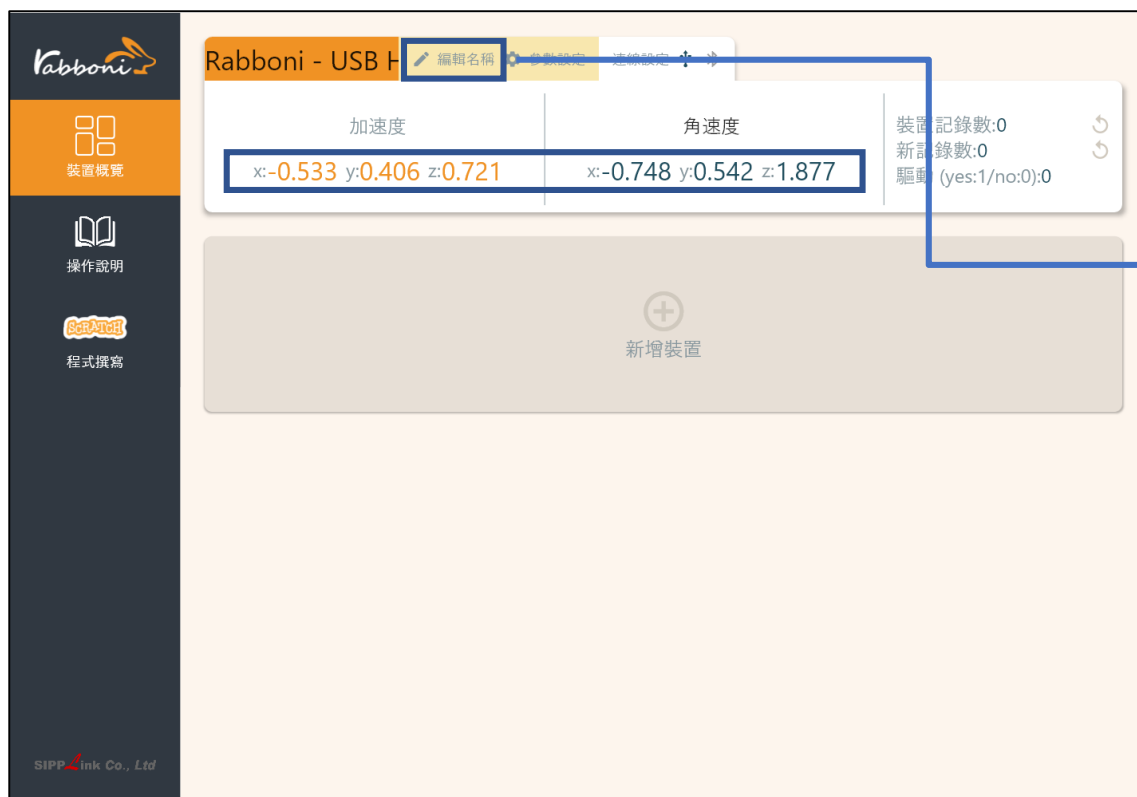 rabboni
裝置概覽
操作說明
SCRATCH
程式撰寫
SIPPLink Co., Ltd
Rabboni - USB H 編輯名稱 參數設定 連線設定
加速度 角速度
x:-0.533 y:0.406 z:0.721 x:-0.748 y:0.542 z:1.877
裝置記錄數:0
新記錄數:0
驅動 (yes:1/no:0):0
新增裝置